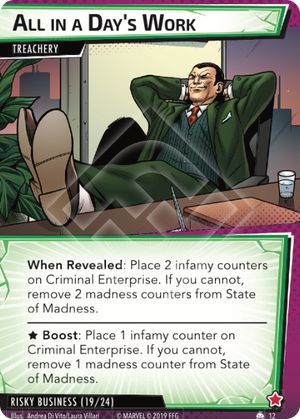 All in a Day's Work
TREACHERY
When Revealed: Place 2 infamy counters
on Criminal Enterprise. If you cannot,
remove 2 madness counters from State
of Madness.
★ Boost: Place 1 infamy counter on
Criminal Enterprise. If you cannot,
remove 1 madness counter from State of
Madness.
RISKY BUSINESS (19/24)
Illus. Andrea Di Vito/Laura Villari
© MARVEL © 2019 FFG
12